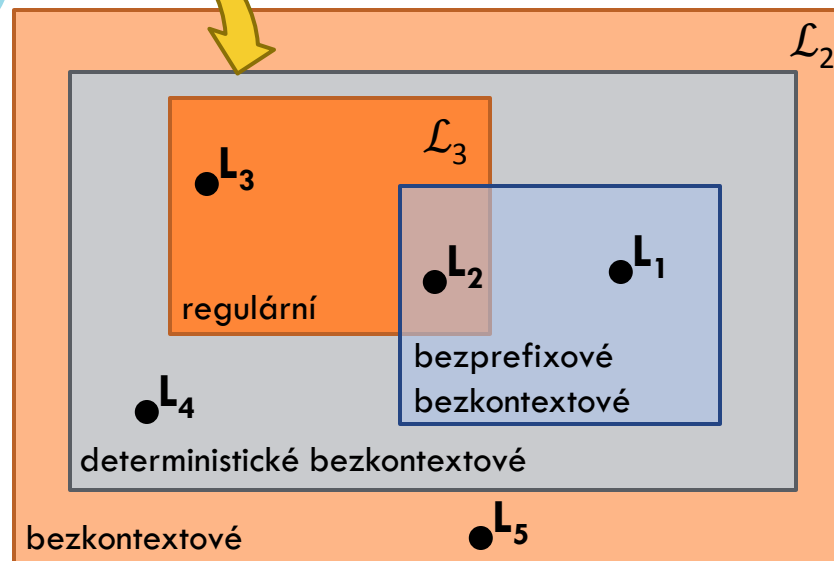 ℒ₂
ℒ₃
L₃
L₂
L₁
regulární
bezprefixové
bezkontextové
L₄
deterministické bezkontextové
L₅
bezkontextové